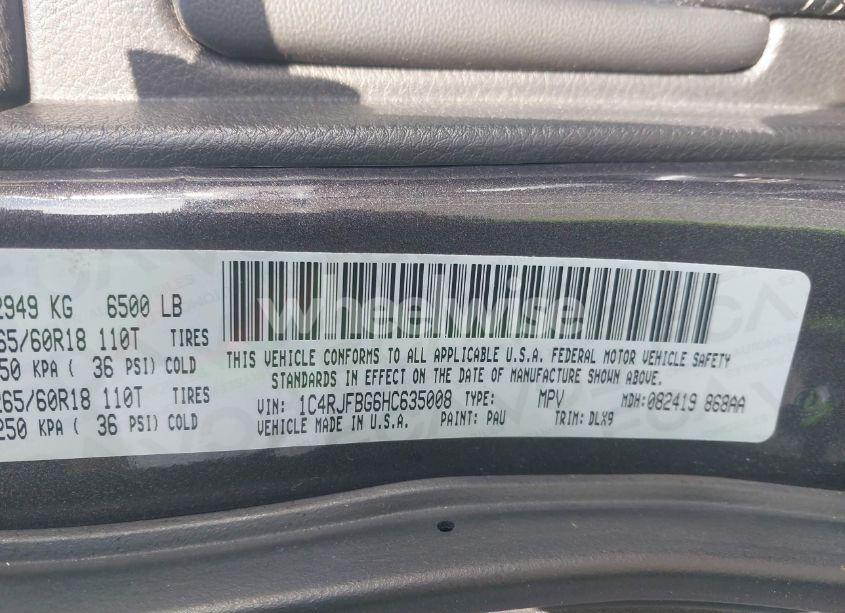 2949 KG 6500 LB
65/60R18 110T TIRES
50 KPA ( 36 PSI) COLD
265/60R18 110T TIRES
250 KPA ( 36 PSI) COLD
wheelwise
THIS VEHICLE CONFORMS TO ALL APPLICABLE U.S.A. FEDERAL MOTOR VEHICLE SAFETY
STANDARDS IN EFFECT ON THE DATE OF MANUFACTURE SHOWN ABOVE.
VIN: 1C4RJFBG6HC635008 TYPE: MPV MDH:082419 868AA
VEHICLE MADE IN U.S.A. PAINT: PAU TRIM: DLX9